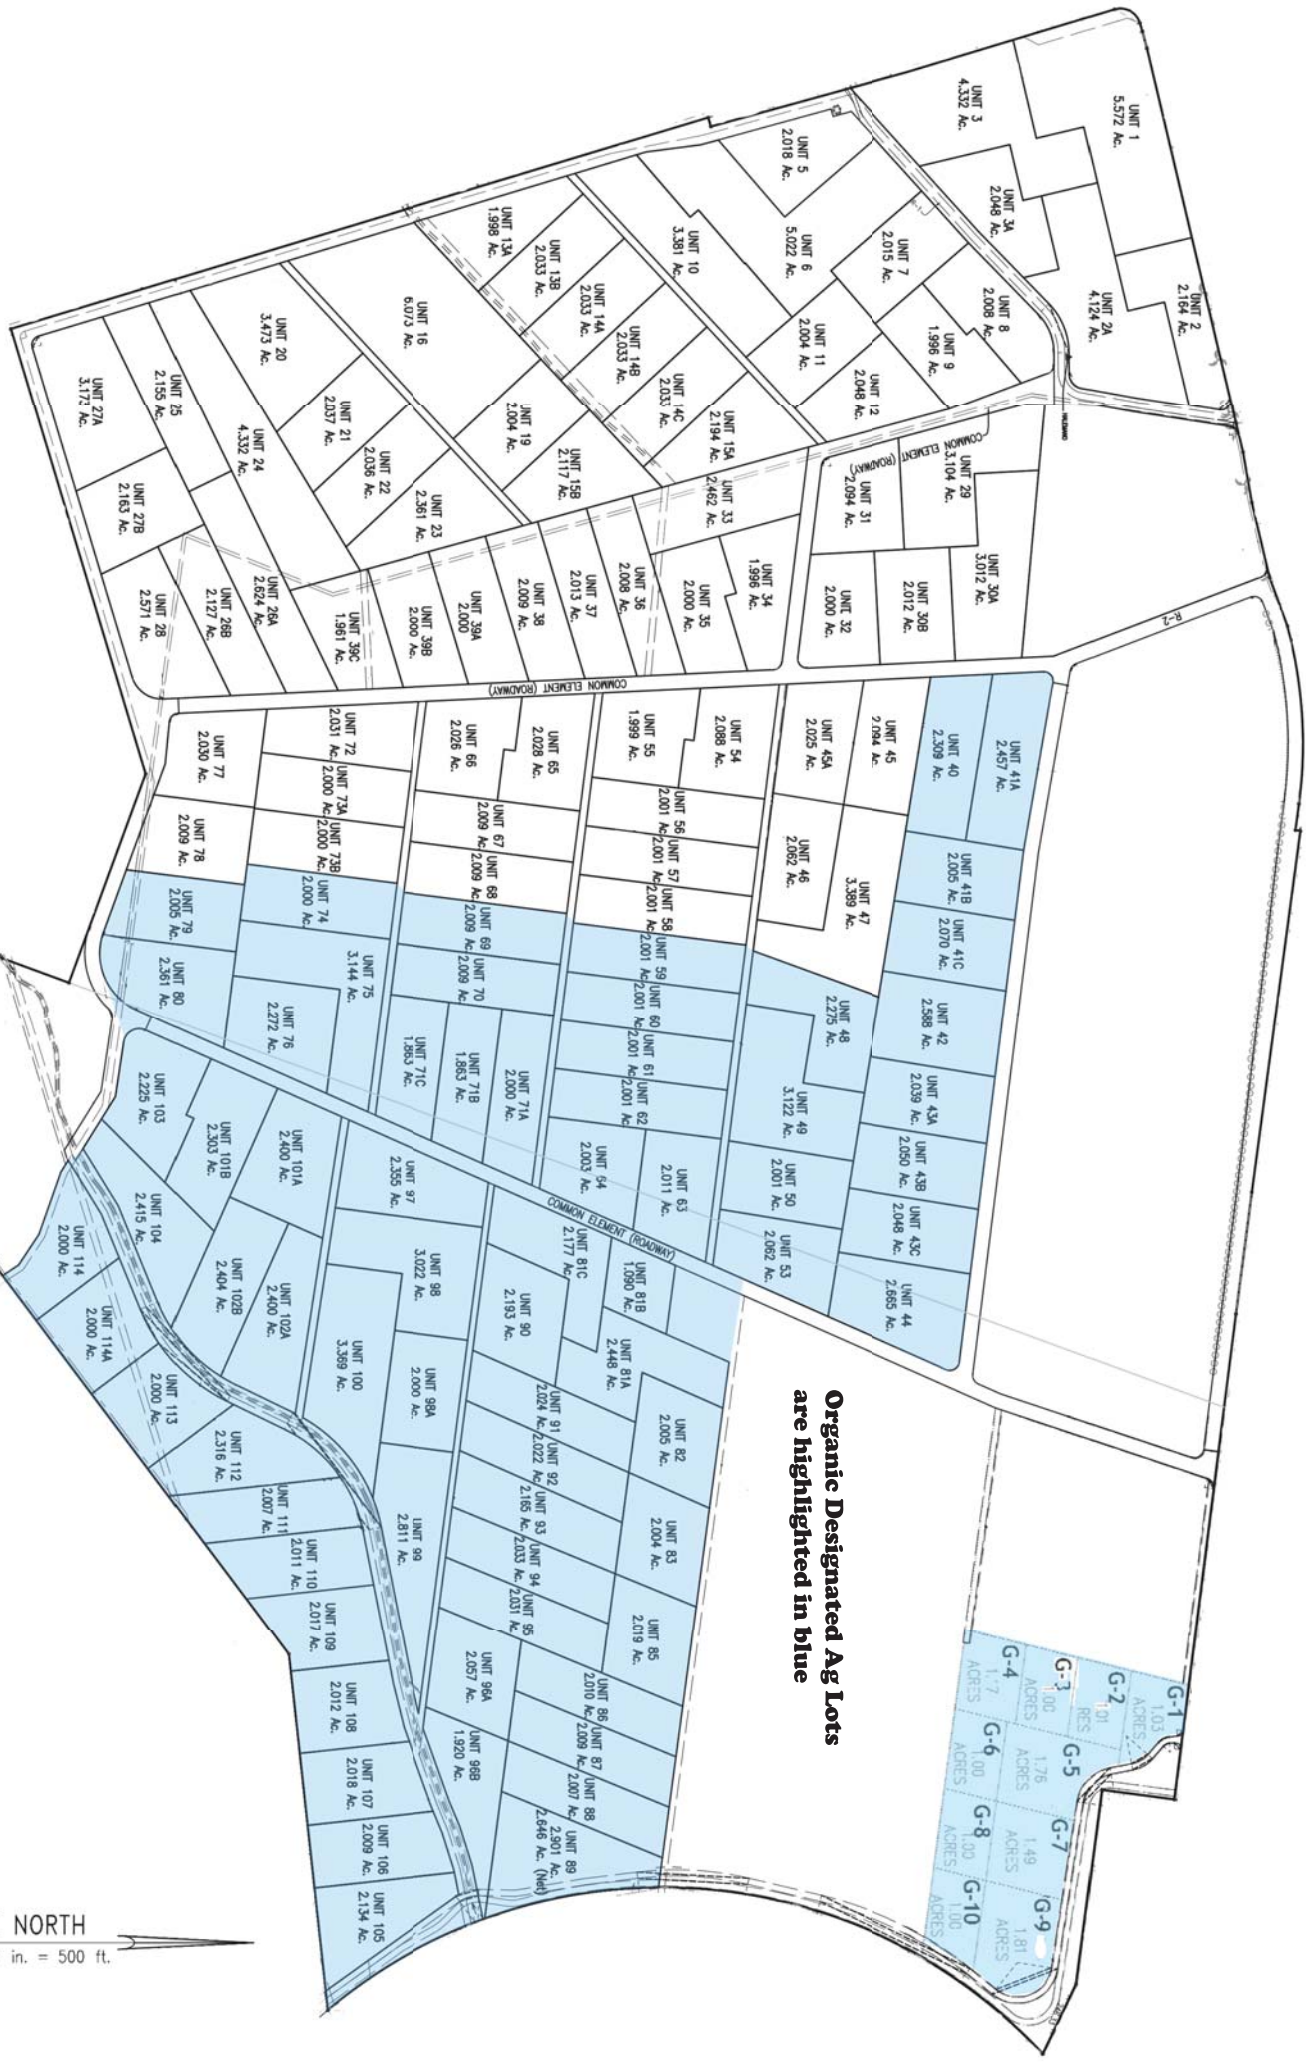 UNIT 1
5.572 Ac.
UNIT 2
2.164 Ac.
UNIT 2A
4.124 Ac.
UNIT 3
4.332 Ac.
UNIT 3A
2.048 Ac.
UNIT 5
2.018 Ac.
UNIT 6
5.022 Ac.
UNIT 7
2.015 Ac.
UNIT 8
2.008 Ac.
UNIT 9
1.996 Ac.
UNIT 10
3.381 Ac.
UNIT 11
2.004 Ac.
UNIT 12
2.048 Ac.
UNIT 13A
1.998 Ac.
UNIT 13B
2.033 Ac.
UNIT 14A
2.033 Ac.
UNIT 14B
2.033 Ac.
UNIT 14C
2.033 Ac.
UNIT 15A
2.194 Ac.
UNIT 15B
2.117 Ac.
UNIT 16
6.073 Ac.
UNIT 19
2.004 Ac.
UNIT 20
3.473 Ac.
UNIT 21
2.037 Ac.
UNIT 22
2.036 Ac.
UNIT 23
2.361 Ac.
UNIT 24
4.332 Ac.
UNIT 25
2.155 Ac.
UNIT 27A
3.173 Ac.
UNIT 27B
2.163 Ac.
UNIT 28
2.571 Ac.
UNIT 26B
2.127 Ac.
UNIT 26A
2.624 Ac.
UNIT 39C
1.961 Ac.
UNIT 39B
2.000 Ac.
UNIT 39A
2.000
UNIT 38
2.009 Ac.
UNIT 37
2.013 Ac.
UNIT 36
2.008 Ac.
UNIT 35
2.000 Ac.
UNIT 34
1.996 Ac.
UNIT 33
2.462 Ac.
UNIT 31
2.094 Ac.
UNIT 32
2.000 Ac.
UNIT 29
3.104 Ac.
UNIT 30A
3.012 Ac.
UNIT 30B
2.012 Ac.
COMMON ELEMENT (ROADWAY)
R-2
COMMON ELEMENT (ROADWAY)
UNIT 41A
2.457 Ac.
UNIT 40
2.309 Ac.
UNIT 45
2.094 Ac.
UNIT 45A
2.025 Ac.
UNIT 54
2.088 Ac.
UNIT 55
1.999 Ac.
UNIT 65
2.028 Ac.
UNIT 66
2.026 Ac.
UNIT 72
2.031 Ac.
UNIT 77
2.030 Ac.
UNIT 41B
2.005 Ac.
UNIT 41C
2.070 Ac.
UNIT 42
2.588 Ac.
UNIT 43A
2.039 Ac.
UNIT 43B
2.050 Ac.
UNIT 43C
2.048 Ac.
UNIT 44
2.665 Ac.
UNIT 46
2.062 Ac.
UNIT 47
3.389 Ac.
UNIT 48
2.275 Ac.
UNIT 49
3.122 Ac.
UNIT 50
2.001 Ac.
UNIT 53
2.062 Ac.
UNIT 56
2.001 Ac.
UNIT 57
2.001 Ac.
UNIT 58
2.001 Ac.
UNIT 59
2.001 Ac.
UNIT 60
2.001 Ac.
UNIT 61
2.001 Ac.
UNIT 62
2.001 Ac.
UNIT 63
2.011 Ac.
UNIT 64
2.003 Ac.
UNIT 67
2.009 Ac.
UNIT 68
2.009 Ac.
UNIT 69
2.009 Ac.
UNIT 70
2.009 Ac.
UNIT 71A
2.000 Ac.
UNIT 71B
1.863 Ac.
UNIT 71C
1.863 Ac.
UNIT 73A
2.000 Ac.
UNIT 73B
2.000 Ac.
UNIT 74
2.000 Ac.
UNIT 75
3.144 Ac.
UNIT 76
2.272 Ac.
UNIT 78
2.009 Ac.
UNIT 79
2.005 Ac.
UNIT 80
2.361 Ac.
COMMON ELEMENT (ROADWAY)
UNIT 103
2.225 Ac.
UNIT 101B
2.303 Ac.
UNIT 101A
2.400 Ac.
UNIT 104
2.415 Ac.
UNIT 102B
2.404 Ac.
UNIT 102A
2.400 Ac.
UNIT 97
2.355 Ac.
UNIT 98
3.022 Ac.
UNIT 98A
2.000 Ac.
UNIT 100
3.369 Ac.
UNIT 99
2.811 Ac.
UNIT 81C
2.177 Ac.
UNIT 81B
1.090 Ac.
UNIT 81A
2.448 Ac.
UNIT 82
2.005 Ac.
UNIT 83
2.004 Ac.
UNIT 85
2.019 Ac.
UNIT 86
2.010 Ac.
UNIT 87
2.009 Ac.
UNIT 88
2.007 Ac.
UNIT 89
2.901 Ac.
2.646 Ac. (Net)
UNIT 90
2.193 Ac.
UNIT 91
2.024 Ac.
UNIT 92
2.022 Ac.
UNIT 93
2.165 Ac.
UNIT 94
2.033 Ac.
UNIT 95
2.031 Ac.
UNIT 96A
2.057 Ac.
UNIT 96B
1.920 Ac.
UNIT 114
2.000 Ac.
UNIT 114A
2.000 Ac.
UNIT 113
2.000 Ac.
UNIT 112
2.316 Ac.
UNIT 111
2.007 Ac.
UNIT 110
2.011 Ac.
UNIT 109
2.017 Ac.
UNIT 108
2.012 Ac.
UNIT 107
2.018 Ac.
UNIT 106
2.009 Ac.
UNIT 105
2.134 Ac.
Organic Designated Ag Lots
are highlighted in blue
G-1
1.03
ACRES
G-2
G-3
ACRES
G-4
ACRES
G-5
1.76
ACRES
G-6
1.00
ACRES
G-7
1.49
ACRES
G-8
1.00
ACRES
G-9
1.81
ACRES
G-10
1.00
ACRES
NORTH
in. = 500 ft.